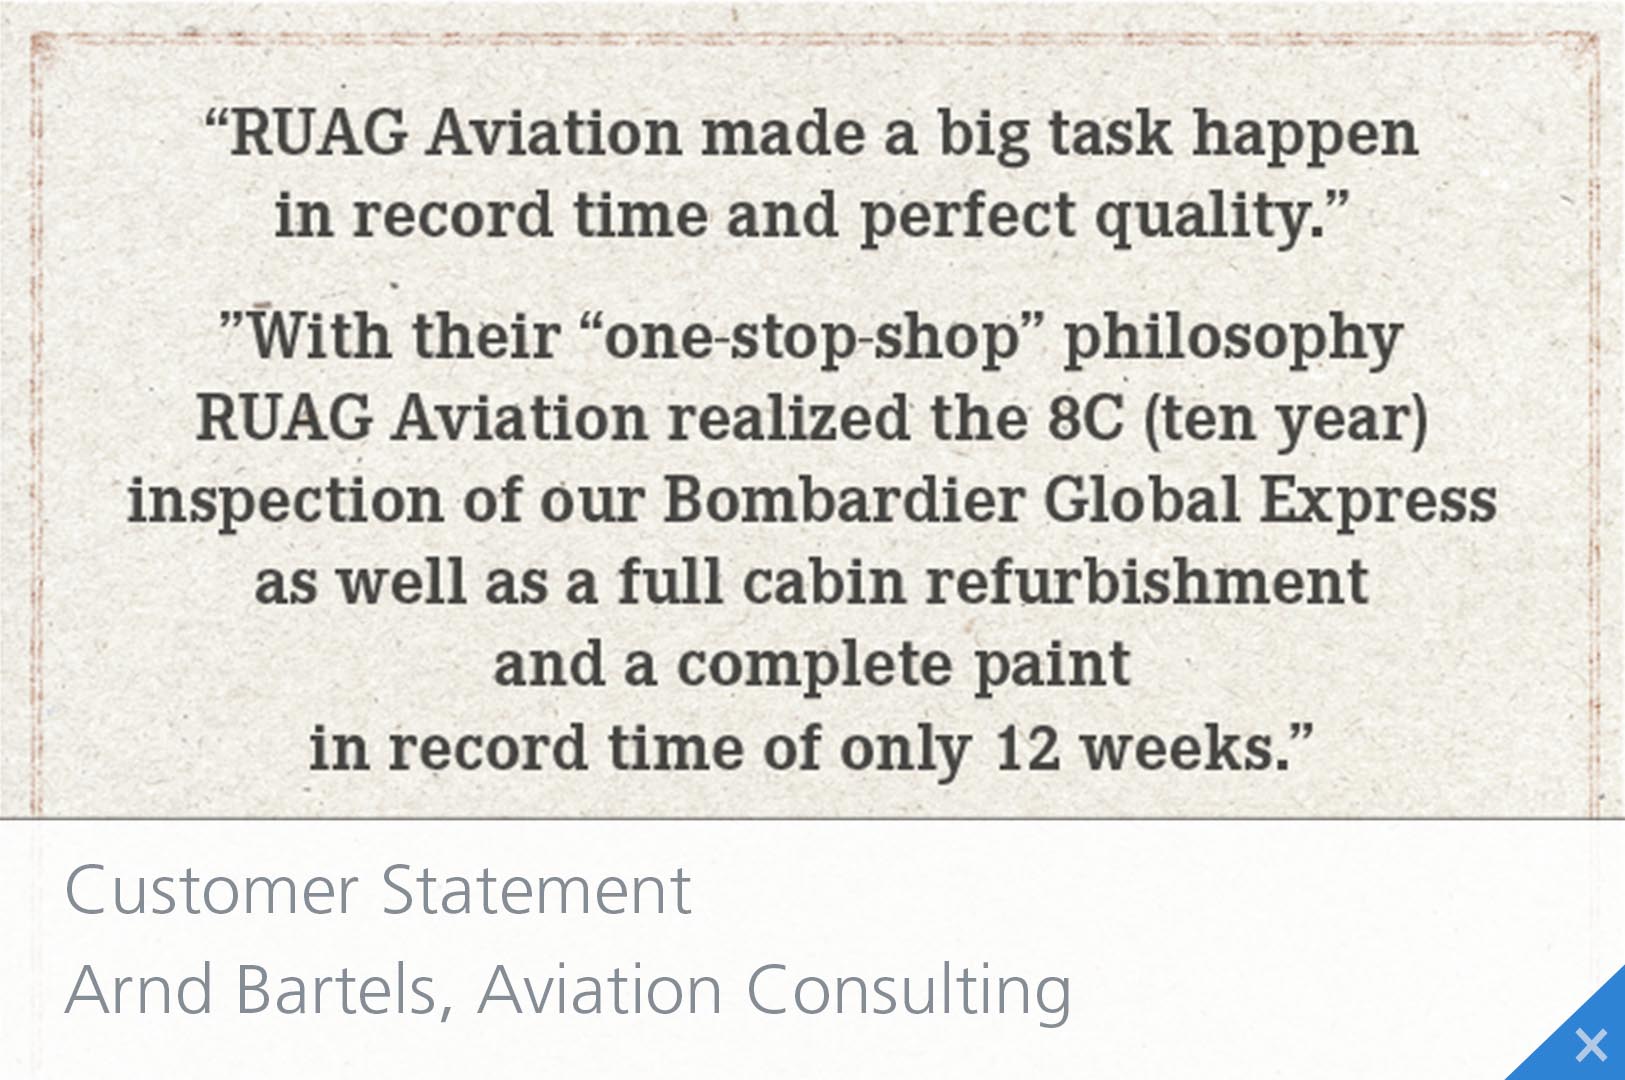 “RUAG Aviation made a big task happen
in record time and perfect quality.”
”With their “one-stop-shop” philosophy
RUAG Aviation realized the 8C (ten year)
inspection of our Bombardier Global Express
as well as a full cabin refurbishment
and a complete paint
in record time of only 12 weeks.”
Customer Statement
Arnd Bartels, Aviation Consulting